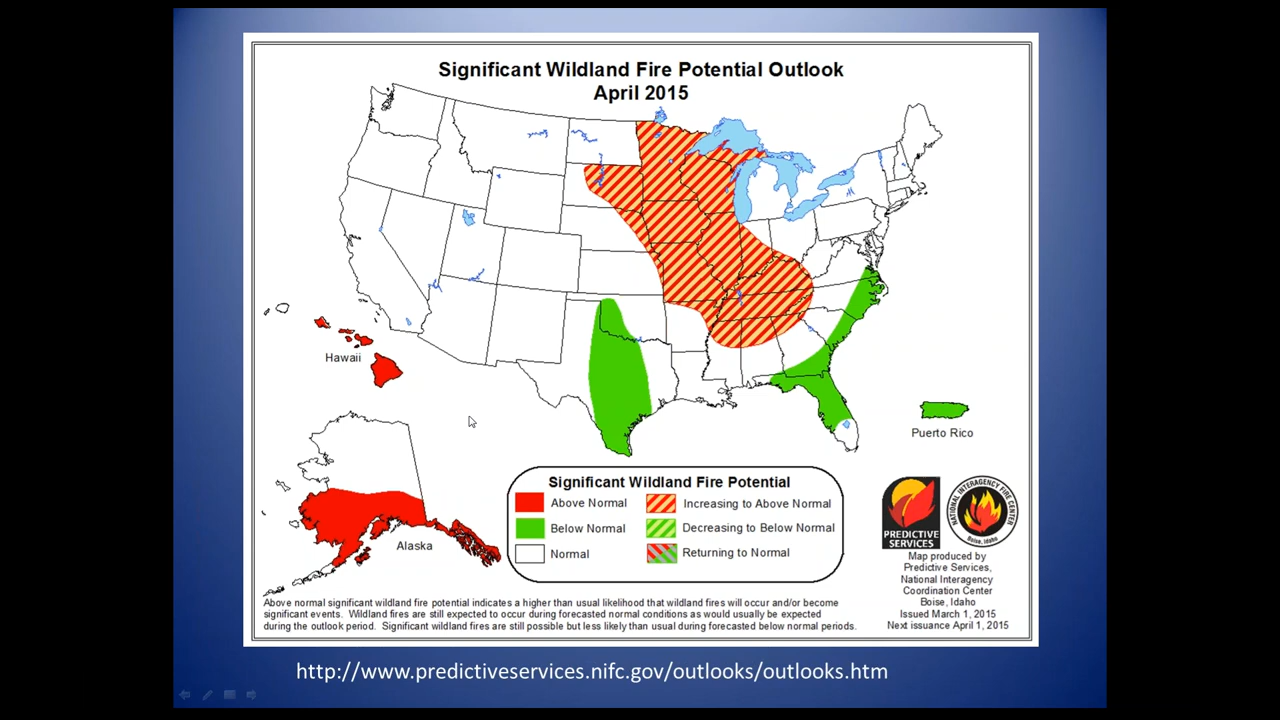 Significant Wildland Fire Potential Outlook
April 2015
Hawaii
Puerto Rico
Alaska
Significant Wildland Fire Potential
Above Normal
Increasing to Above Normal
Below Normal
Decreasing to Below Normal
Normal
Returning to Normal
PREDICTIVE
SERVICES
NATIONAL INTERAGENCY FIRE CENTER
Boise, Idaho
Map produced by
Predictive Services,
National Interagency
Coordination Center
Boise, Idaho
Issued March 1, 2015
Next issuance April 1, 2015
Above normal significant wildland fire potential indicates a higher than usual likelihood that wildland fires will occur and/or become
significant events.  Wildland fires are still expected to occur during forecasted normal conditions as would usually be expected
during the outlook period.  Significant wildland fires are still possible but less likely than usual during forecasted below normal periods.
http://www.predictiveservices.nifc.gov/outlooks/outlooks.htm